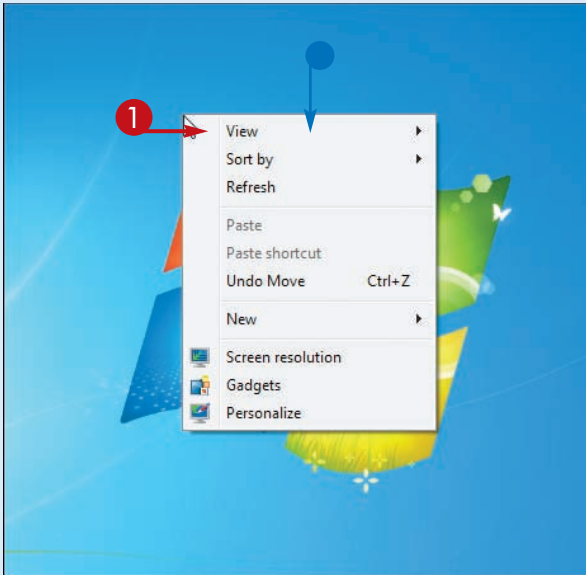 1
View
Sort by
Refresh
Paste
Paste shortcut
Undo Move Ctrl+Z
New
Screen resolution
Gadgets
Personalize